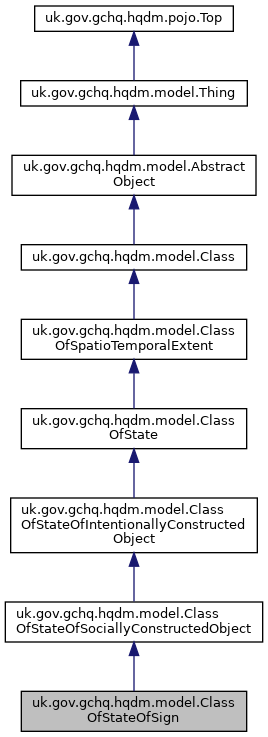 uk.gov.gchq.hqdm.pojo.Top
uk.gov.gchq.hqdm.model.Thing
uk.gov.gchq.hqdm.model.Abstract
Object
uk.gov.gchq.hqdm.model.Class
uk.gov.gchq.hqdm.model.Class
OfSpatioTemporalExtent
uk.gov.gchq.hqdm.model.Class
OfState
uk.gov.gchq.hqdm.model.Class
OfStateOfIntentionallyConstructed
Object
uk.gov.gchq.hqdm.model.Class
OfStateOfSociallyConstructedObject
uk.gov.gchq.hqdm.model.Class
OfStateOfSign